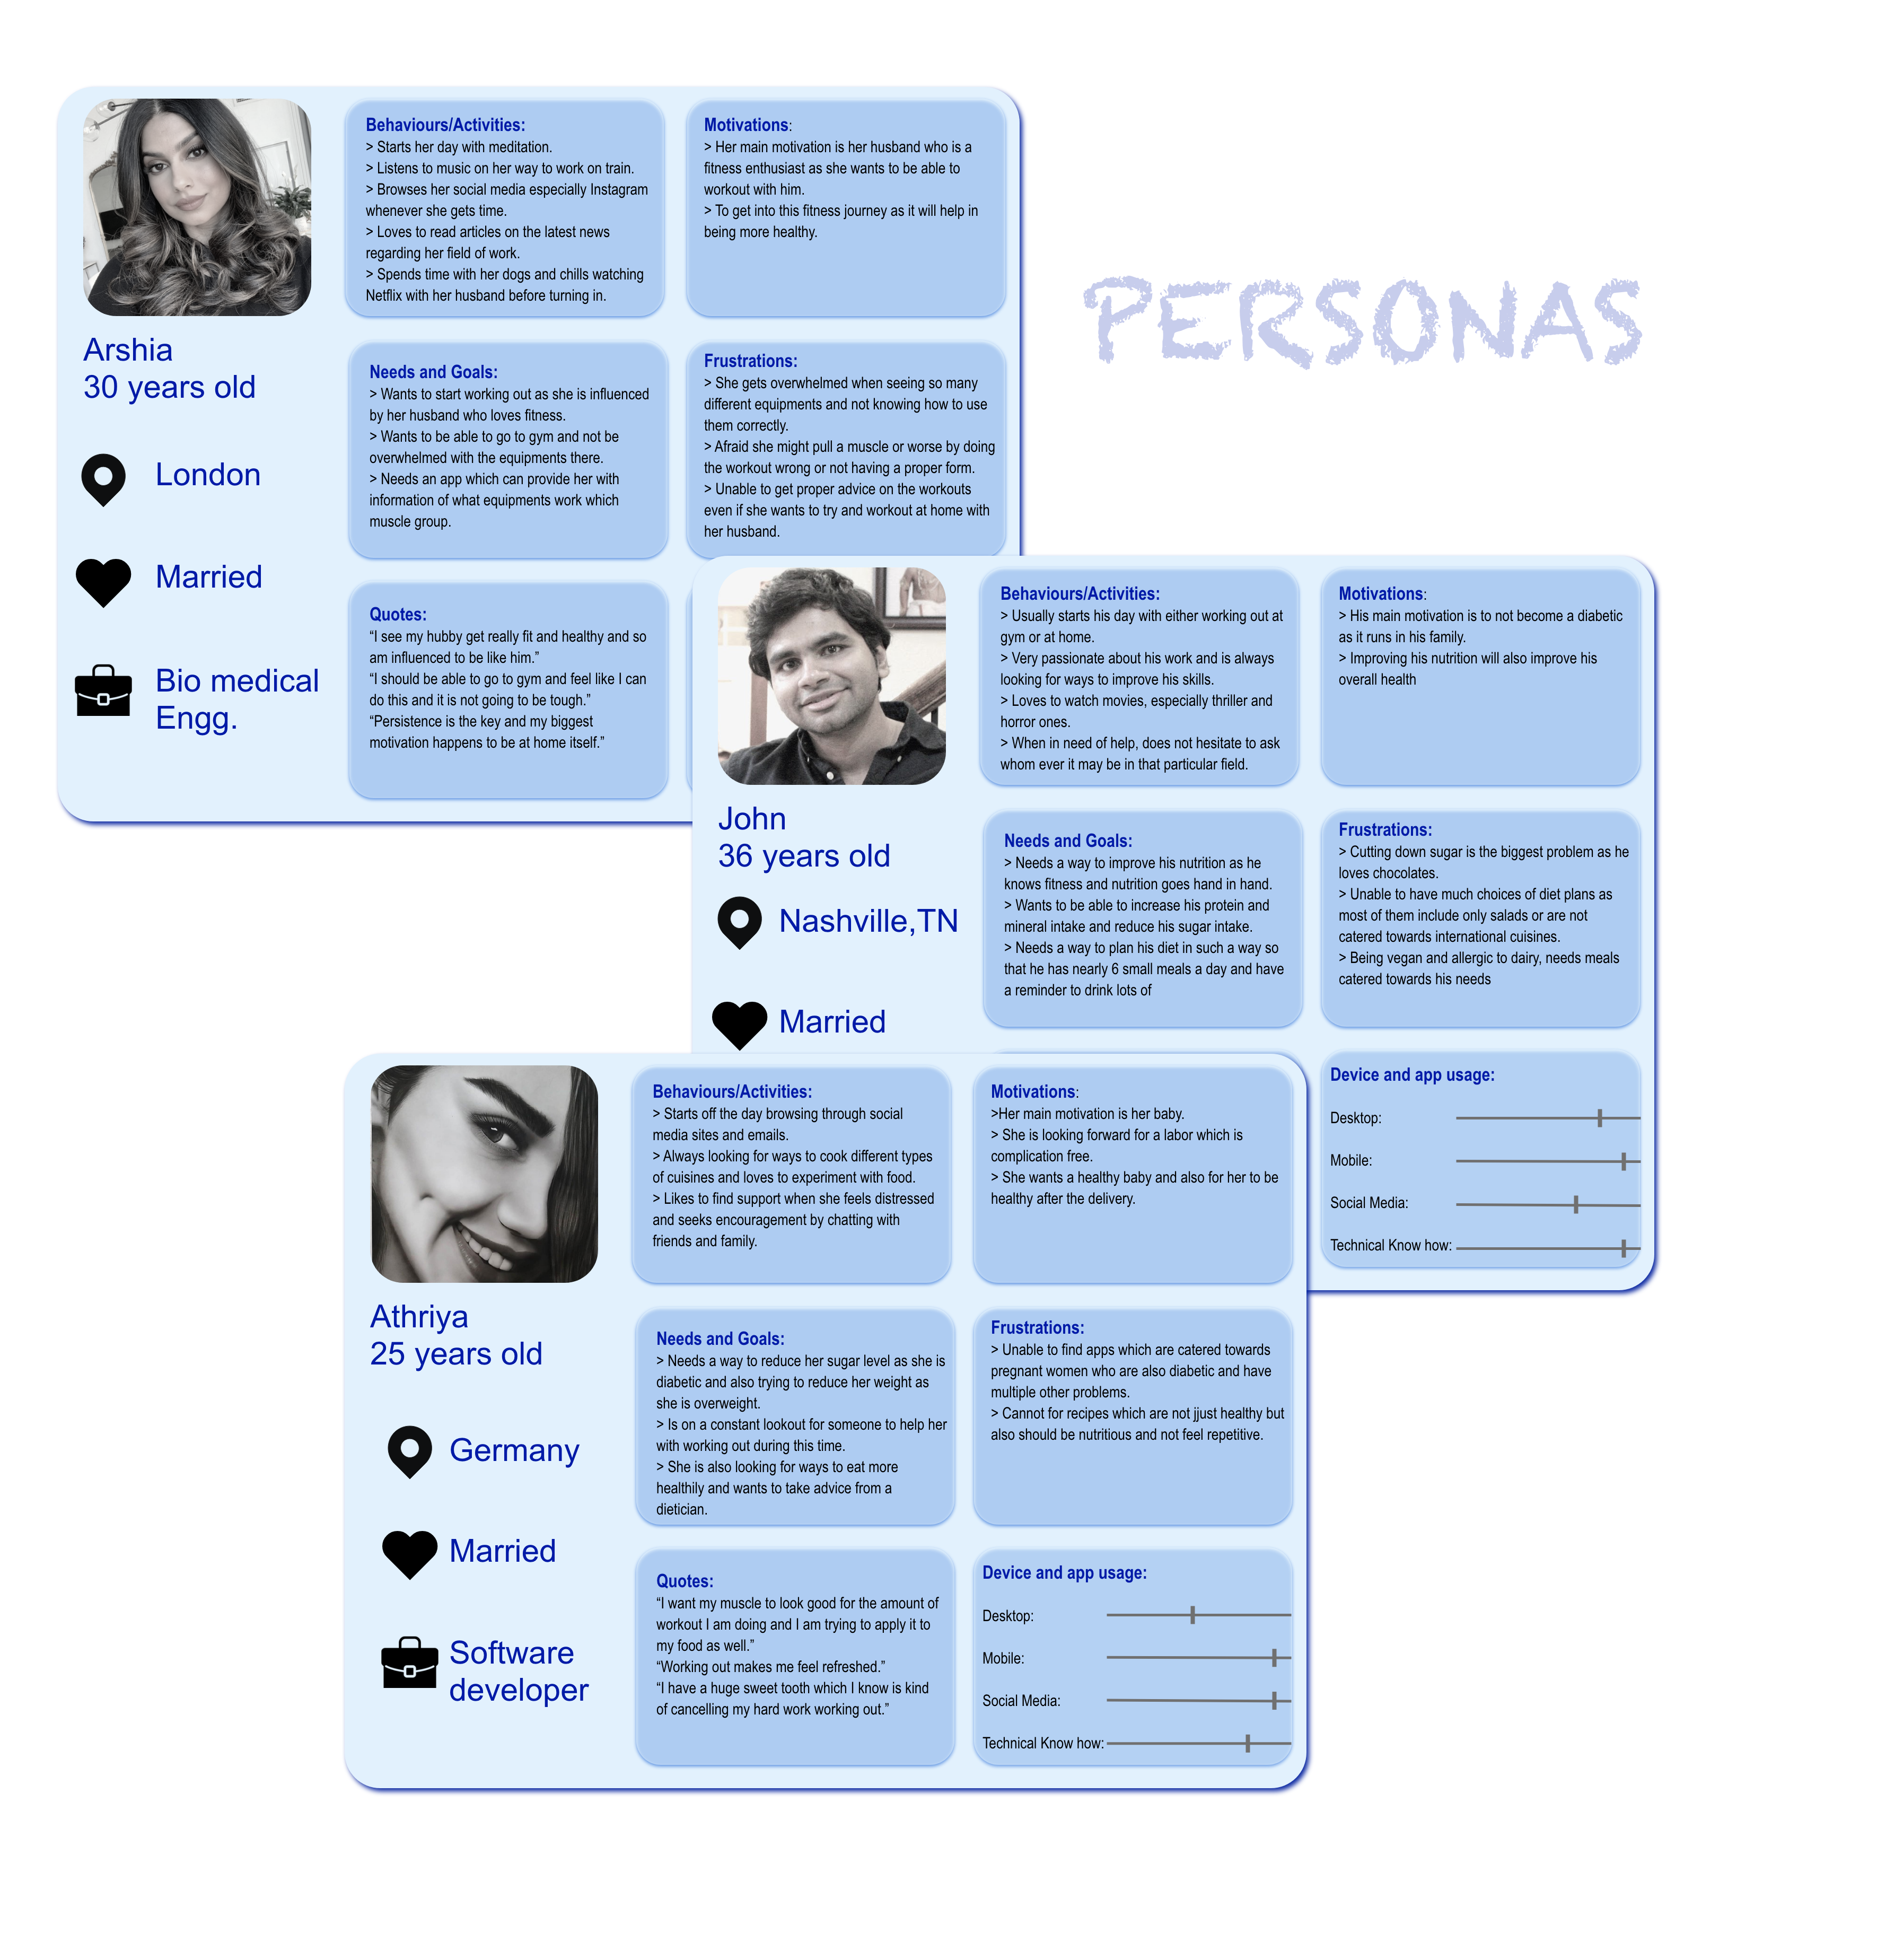 PERSONAS
Arshia
30 years old
London
Married
Bio medical
Engg.
Behaviours/Activities:
> Starts her day with meditation.
> Listens to music on her way to work on train.
> Browses her social media especially Instagram
whenever she gets time.
> Loves to read articles on the latest news
regarding her field of work.
> Spends time with her dogs and chills watching
Netflix with her husband before turning in.
Motivations:
> Her main motivation is her husband who is a
fitness enthusiast as she wants to be able to
workout with him.
> To get into this fitness journey as it will help in
being more healthy.
Needs and Goals:
> Wants to start working out as she is influenced
by her husband who loves fitness.
> Wants to be able to go to gym and not be
overwhelmed with the equipments there.
> Needs an app which can provide her with
information of what equipments work which
muscle group.
Frustrations:
> She gets overwhelmed when seeing so many
different equipments and not knowing how to use
them correctly.
> Afraid she might pull a muscle or worse by doing
the workout wrong or not having a proper form.
> Unable to get proper advice on the workouts
even if she wants to try and workout at home with
her husband.
Quotes:
“I see my hubby get really fit and healthy and so
am influenced to be like him.”
“I should be able to go to gym and feel like I can
do this and it is not going to be tough.”
“Persistence is the key and my biggest
motivation happens to be at home itself.”
John
36 years old
Nashville,TN
Married
Behaviours/Activities:
> Usually starts his day with either working out at
gym or at home.
> Very passionate about his work and is always
looking for ways to improve his skills.
> Loves to watch movies, especially thriller and
horror ones.
> When in need of help, does not hesitate to ask
whom ever it may be in that particular field.
Motivations:
> His main motivation is to not become a diabetic
as it runs in his family.
> Improving his nutrition will also improve his
overall health
Needs and Goals:
> Needs a way to improve his nutrition as he
knows fitness and nutrition goes hand in hand.
> Wants to be able to increase his protein and
mineral intake and reduce his sugar intake.
> Needs a way to plan his diet in such a way so
that he has nearly 6 small meals a day and have
a reminder to drink lots of
Frustrations:
> Cutting down sugar is the biggest problem as he
loves chocolates.
> Unable to have much choices of diet plans as
most of them include only salads or are not
catered towards international cuisines.
> Being vegan and allergic to dairy, needs meals
catered towards his needs
Device and app usage:
Desktop:
Mobile:
Social Media:
Technical Know how:
Athriya
25 years old
Germany
Married
Software
developer
Behaviours/Activities:
> Starts off the day browsing through social
media sites and emails.
> Always looking for ways to cook different types
of cuisines and loves to experiment with food.
> Likes to find support when she feels distressed
and seeks encouragement by chatting with
friends and family.
Motivations:
>Her main motivation is her baby.
> She is looking forward for a labor which is
complication free.
> She wants a healthy baby and also for her to be
healthy after the delivery.
Needs and Goals:
> Needs a way to reduce her sugar level as she is
diabetic and also trying to reduce her weight as
she is overweight.
> Is on a constant lookout for someone to help her
with working out during this time.
> She is also looking for ways to eat more
healthily and wants to take advice from a
dietician.
Frustrations:
> Unable to find apps which are catered towards
pregnant women who are also diabetic and have
multiple other problems.
> Cannot for recipes which are not jjust healthy but
also should be nutritious and not feel repetitive.
Quotes:
“I want my muscle to look good for the amount of
workout I am doing and I am trying to apply it to
my food as well.”
“Working out makes me feel refreshed.”
“I have a huge sweet tooth which I know is kind
of cancelling my hard work working out.”
Device and app usage:
Desktop:
Mobile:
Social Media:
Technical Know how: